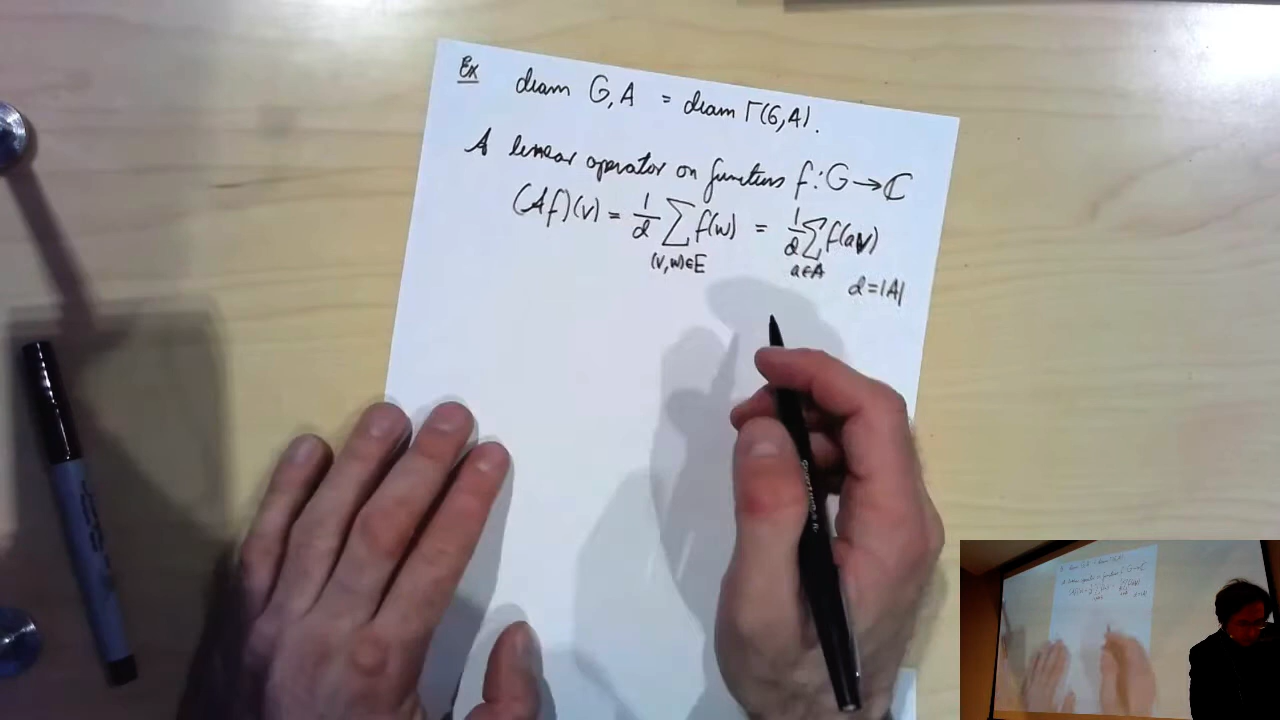 Ex diam G, A = diam Γ(G, A).
A linear operator on functions f: G → ℂ
(Af)(v) = 1/d ∑ f(w) = 1/d ∑ f(av)
(v, w) ∈ E a ∈ A
d = |A|